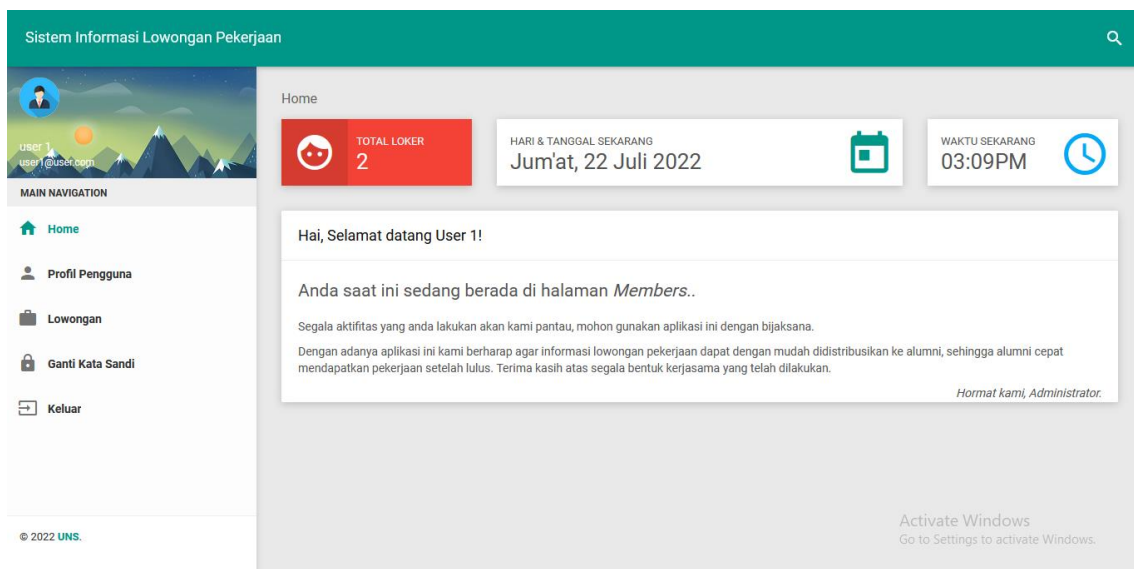 Sistem Informasi Lowongan Pekerjaan
user 1
user1@user.com
MAIN NAVIGATION
Home
Profil Pengguna
Lowongan
Ganti Kata Sandi
Keluar
© 2022 UNS.
Home
TOTAL LOKER
2
HARI & TANGGAL SEKARANG
Jum'at, 22 Juli 2022
WAKTU SEKARANG
03:09PM
Hai, Selamat datang User 1!
Anda saat ini sedang berada di halaman Members..
Segala aktifitas yang anda lakukan akan kami pantau, mohon gunakan aplikasi ini dengan bijaksana.
Dengan adanya aplikasi ini kami berharap agar informasi lowongan pekerjaan dapat dengan mudah didistribusikan ke alumni, sehingga alumni cepat
mendapatkan pekerjaan setelah lulus. Terima kasih atas segala bentuk kerjasama yang telah dilakukan.
Hormat kami, Administrator.
Activate Windows
Go to Settings to activate Windows.